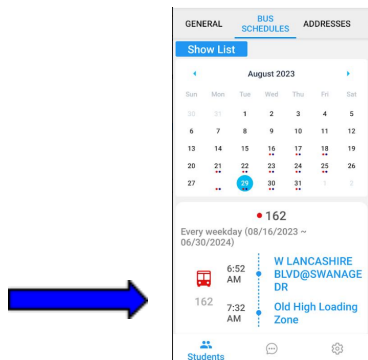 GENERAL BUS SCHEDULES ADDRESSES
Show List
August 2023
Sun Mon Tue Wed Thu Fri Sat
30 31 1 2 3 4 5
6 7 8 9 10 11 12
13 14 15 16 17 18 19
20 21 22 23 24 25 26
27 29 30 31 1 2
162
Every weekday (08/16/2023 ~
06/30/2024)
6:52 AM W LANCASHIRE
BLVD@SWANAGE
DR
162
7:32 AM Old High Loading
Zone
Students